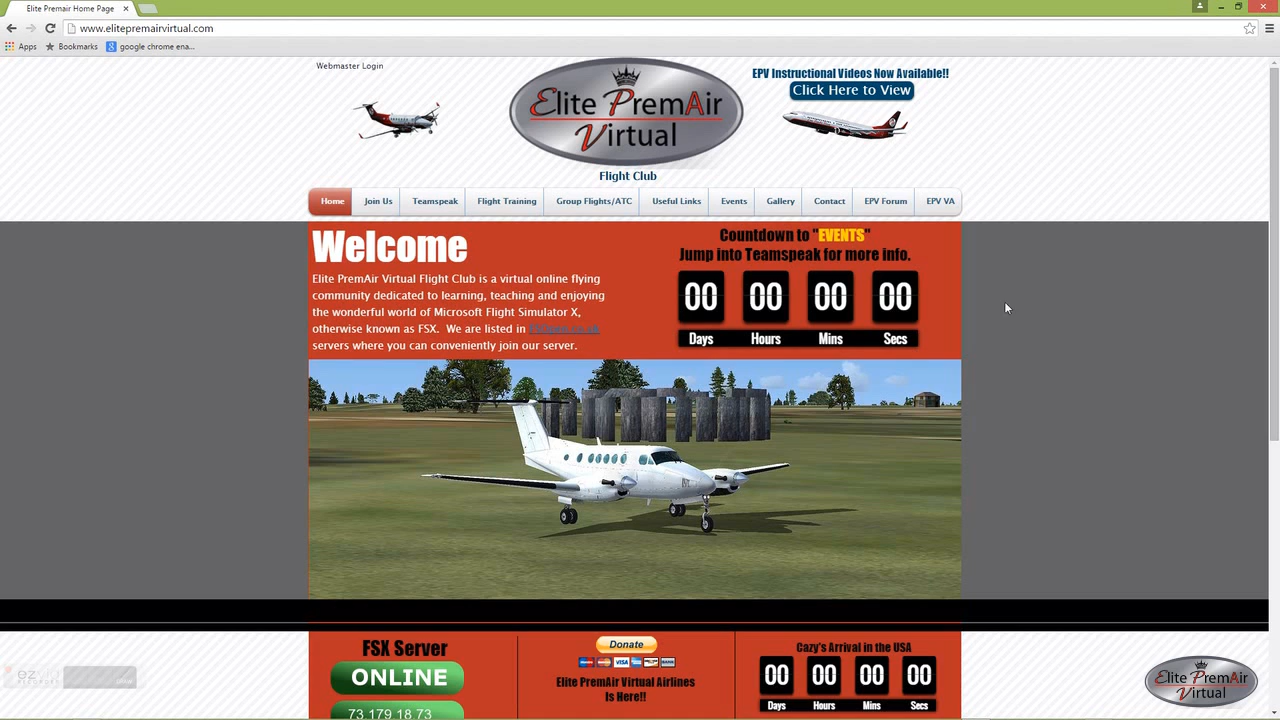 Elite Premair Home Page
www.elitepremairvirtual.com
Apps Bookmarks google chrome ena...
Webmaster Login
Elite PremAir
Virtual
Flight Club
EPV Instructional Videos Now Available!!
Click Here to View
Home Join Us Teamspeak Flight Training Group Flights/ATC Useful Links Events Gallery Contact EPV Forum EPV VA
Welcome
Elite PremAir Virtual Flight Club is a virtual online flying
community dedicated to learning, teaching and enjoying
the wonderful world of Microsoft Flight Simulator X,
otherwise known as FSX. We are listed in
servers where you can conveniently join our server.
Countdown to "EVENTS"
Jump into Teamspeak for more info.
00 00 00 00
Days Hours Mins Secs
FSX Server
ONLINE
73.179.18.73
Donate
VISA
Elite PremAir Virtual Airlines
Is Here!!
Cazy's Arrival in the USA
00 00 00 00
Days Hours Mins Secs
Elite PremAir
Virtual